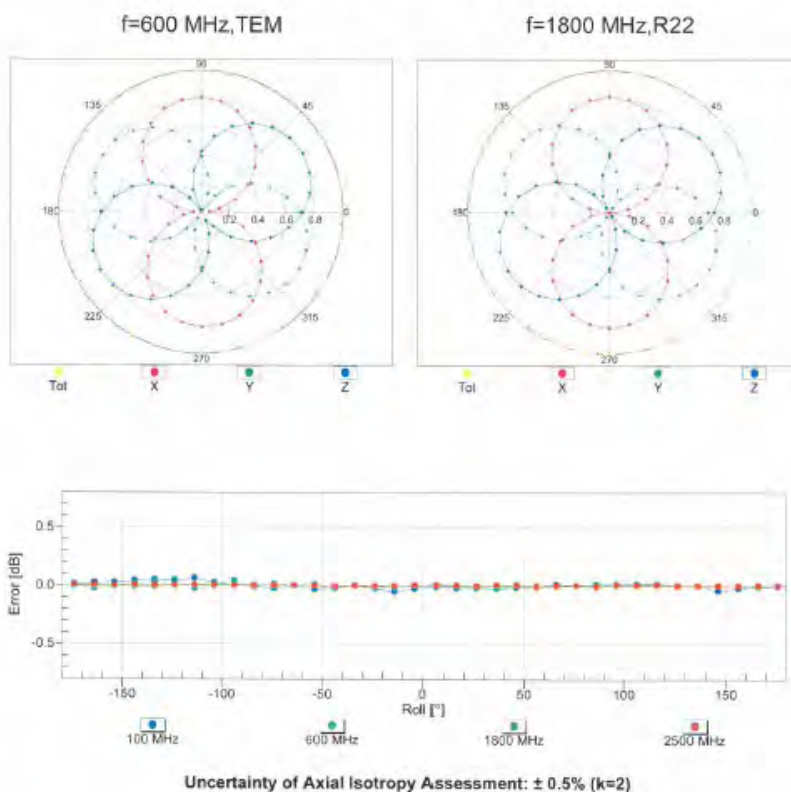 f=600 MHz,TEM
f=1800 MHz,R22
90
135
45
180
0.2 0.4 0.6 0.8
0
225
315
270
Tot X Y Z
90
135
45
180
0.2 0.4 0.6 0.8
0
225
315
270
Tot X Y Z
Error [dB]
0.5
0.0
-0.5
-150 -100 -50 0 50 100 150
Roll [°]
100 MHz 600 MHz 1800 MHz 2500 MHz
Uncertainty of Axial Isotropy Assessment: ± 0.5% (k=2)